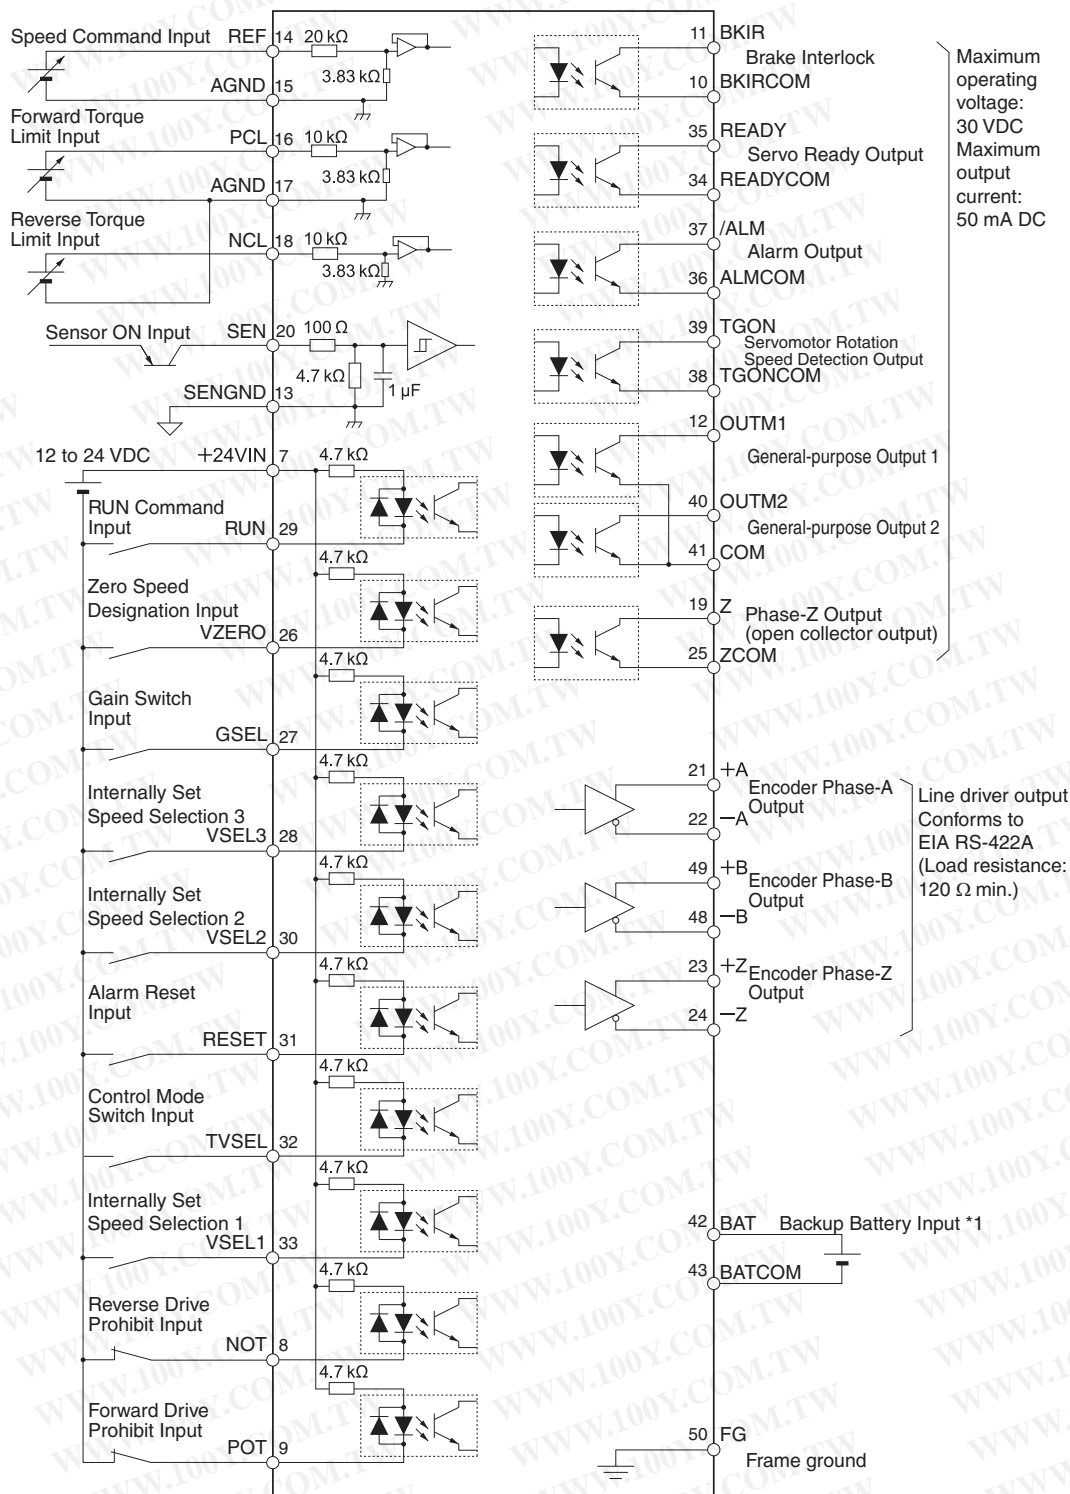 Speed Command Input REF 14 20 kΩ
3.83 kΩ
AGND 15
Forward Torque
Limit Input PCL 16 10 kΩ
3.83 kΩ
AGND 17
Reverse Torque
Limit Input NCL 18 10 kΩ
3.83 kΩ
Sensor ON Input SEN 20 100 Ω
4.7 kΩ 1 µF
SENGND 13
12 to 24 VDC +24VIN 7 4.7 kΩ
RUN Command
Input
RUN 29
4.7 kΩ
Zero Speed
Designation Input
VZERO 26
4.7 kΩ
Gain Switch
Input
GSEL 27
4.7 kΩ
Internally Set
Speed Selection 3
VSEL3 28
4.7 kΩ
Internally Set
Speed Selection 2
VSEL2 30
4.7 kΩ
Alarm Reset
Input
RESET 31
4.7 kΩ
Control Mode
Switch Input
TVSEL 32
4.7 kΩ
Internally Set
Speed Selection 1
VSEL1 33
4.7 kΩ
Reverse Drive
Prohibit Input
NOT 8
4.7 kΩ
Forward Drive
Prohibit Input
POT 9
11 BKIR
Brake Interlock
10 BKIRCOM
35 READY
Servo Ready Output
34 READYCOM
37 /ALM
Alarm Output
36 ALMCOM
39 TGON
Servomotor Rotation
Speed Detection Output
38 TGONCOM
12 OUTM1
General-purpose Output 1
40 OUTM2
General-purpose Output 2
41 COM
19 Z
Phase-Z Output
(open collector output)
25 ZCOM
Maximum
operating
voltage:
30 VDC
Maximum
output
current:
50 mA DC
21 +A
Encoder Phase-A
Output
22 −A
49 +B
Encoder Phase-B
Output
48 −B
23 +Z
Encoder Phase-Z
Output
24 −Z
Line driver output
Conforms to
EIA RS-422A
(Load resistance:
120 Ω min.)
42 BAT Backup Battery Input *1
43 BATCOM
50 FG
Frame ground
WWW.100Y.COM.TW